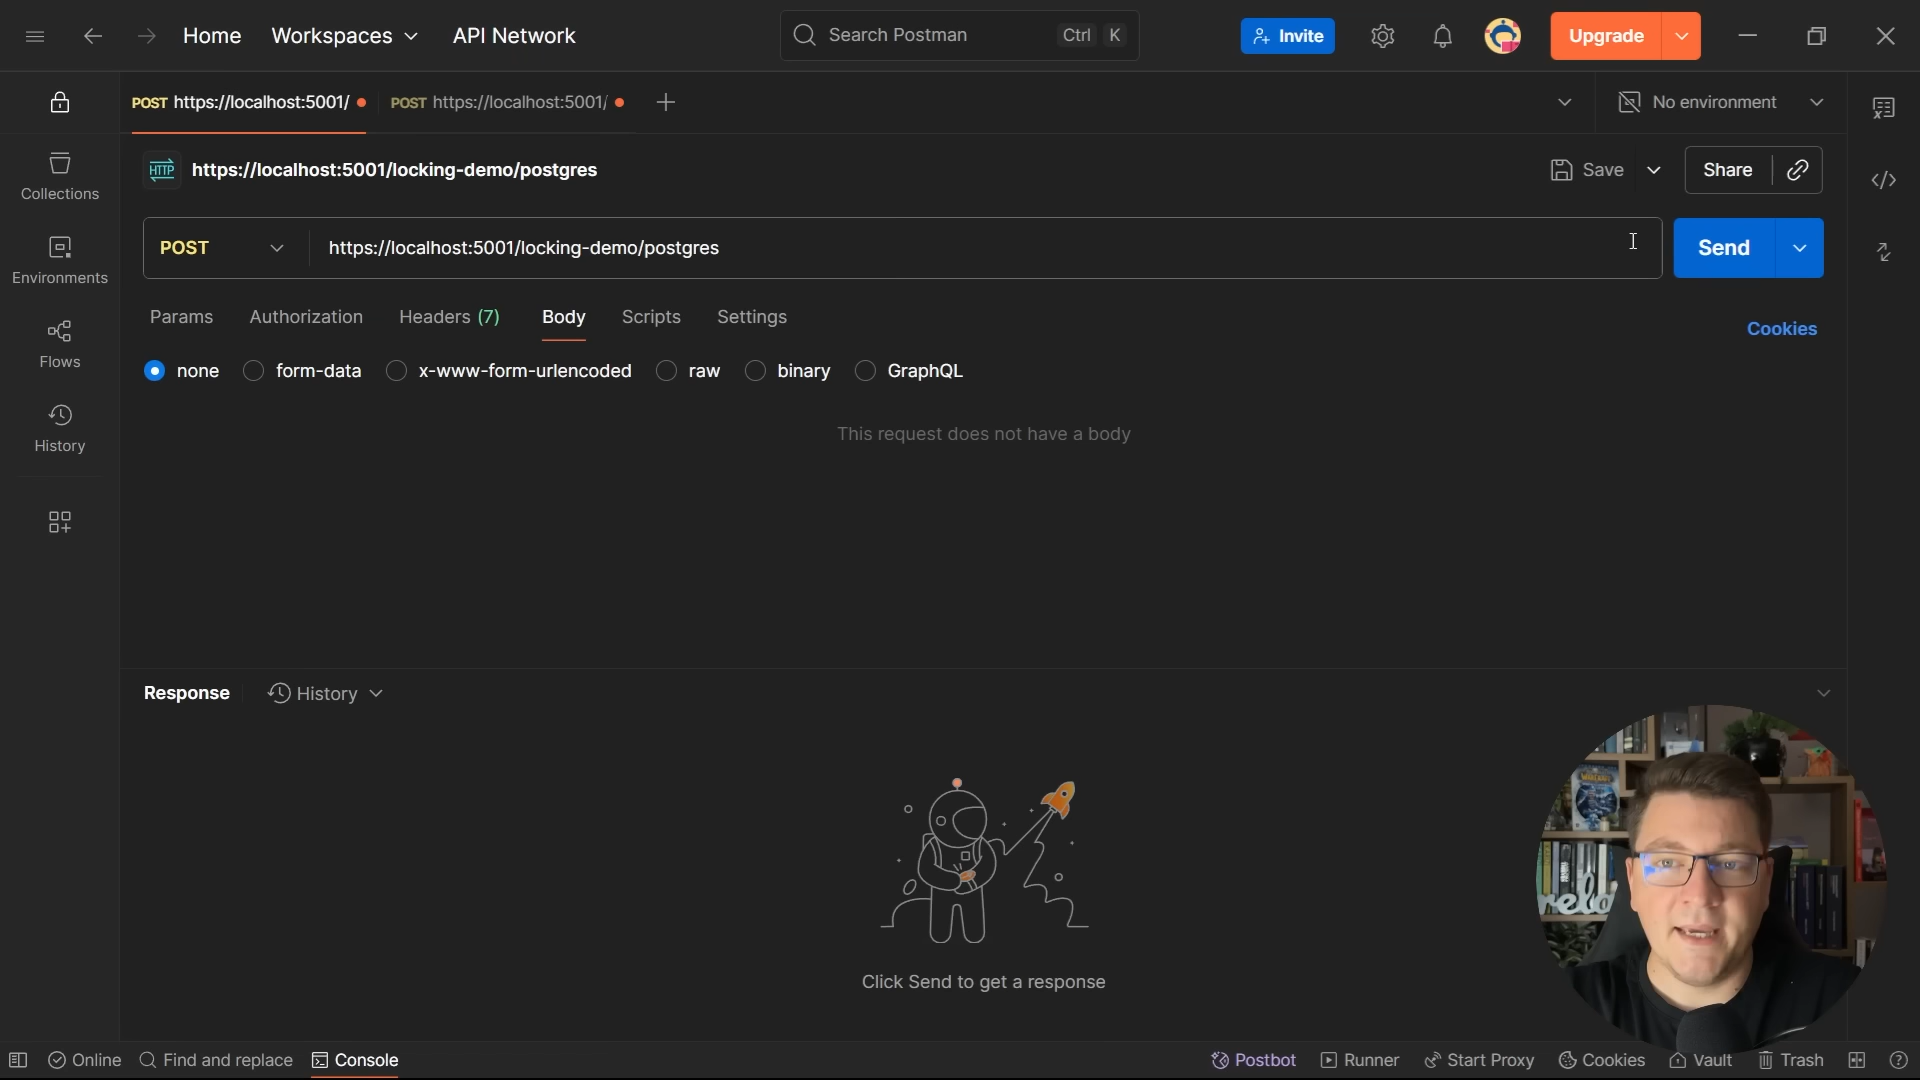 Home Workspaces API Network Search Postman Ctrl K Invite Upgrade
POST https://localhost:5001/ POST https://localhost:5001/ No environment
HTTP https://localhost:5001/locking-demo/postgres Save Share
Collections
POST https://localhost:5001/locking-demo/postgres Send
Environments
Params Authorization Headers (7) Body Scripts Settings Cookies
Flows
none form-data x-www-form-urlencoded raw binary GraphQL
History
This request does not have a body
Response History
Click Send to get a response
Online Find and replace Console Postbot Runner Start Proxy Cookies Vault Trash